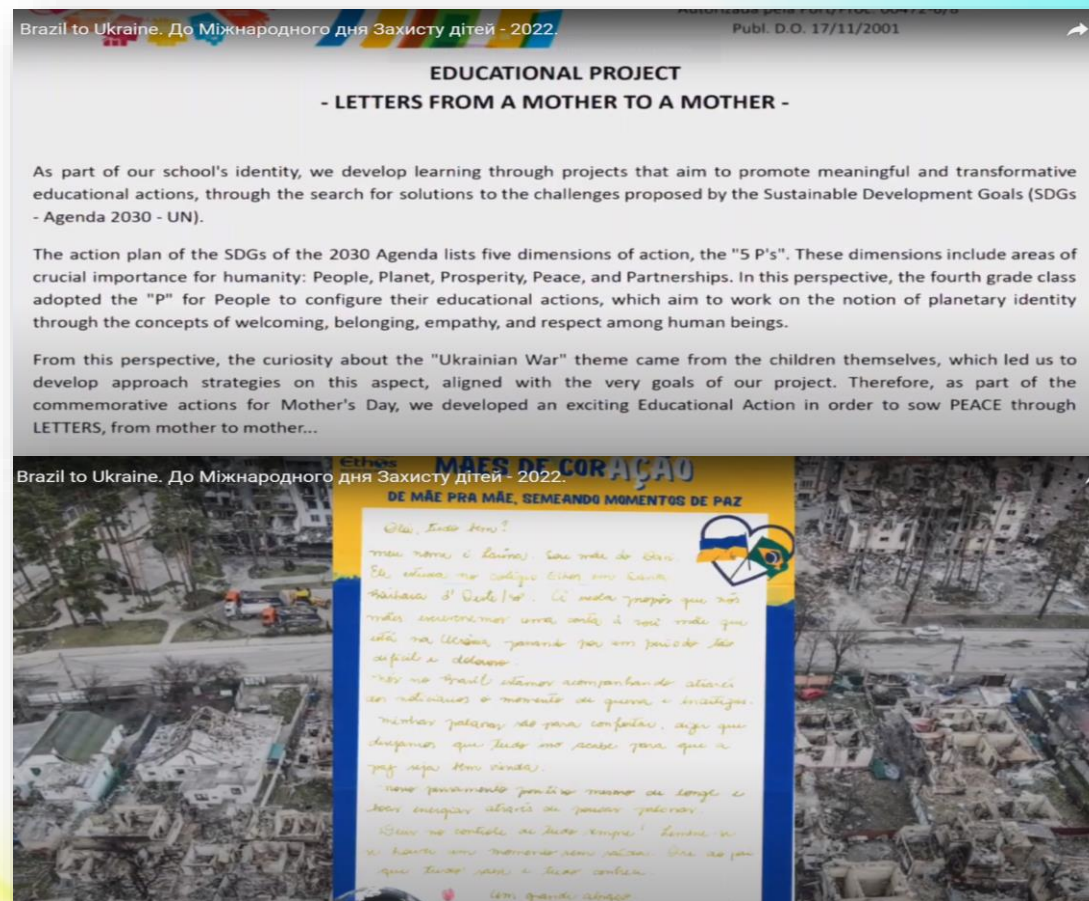 Brazil to Ukraine. До Міжнародного дня Захисту дітей - 2022.
Publ. D.O. 17/11/2001
EDUCATIONAL PROJECT
- LETTERS FROM A MOTHER TO A MOTHER -
As part of our school's identity, we develop learning through projects that aim to promote meaningful and transformative
educational actions, through the search for solutions to the challenges proposed by the Sustainable Development Goals (SDGs
- Agenda 2030 - UN).
The action plan of the SDGs of the 2030 Agenda lists five dimensions of action, the "5 P's". These dimensions include areas of
crucial importance for humanity: People, Planet, Prosperity, Peace, and Partnerships. In this perspective, the fourth grade class
adopted the "P" for People to configure their educational actions, which aim to work on the notion of planetary identity
through the concepts of welcoming, belonging, empathy, and respect among human beings.
From this perspective, the curiosity about the "Ukrainian War" theme came from the children themselves, which led us to
develop approach strategies on this aspect, aligned with the very goals of our project. Therefore, as part of the
commemorative actions for Mother's Day, we developed an exciting Educational Action in order to sow PEACE through
LETTERS, from mother to mother...
Brazil to Ukraine. До Міжнародного дня Захисту дітей - 2022.
Ethos MÃES DE CORAÇÃO
DE MÃE PRA MÃE, SEMEANDO MOMENTOS DE PAZ
Olá, tudo bem?
meu nome é Sou mãe do
Ele estuda no colégio Ethos em Santa
Bárbara d'Oeste/SP. propôs que nós
mães uma carta à você mãe que
está na Ucrânia passando por um período tão
difícil e doloroso.
nós no Brasil estamos acompanhando através
o momento de guerra e
minhas palavras são para confortar, que
desejamos que tudo isso acabe para que a
paz seja bem vinda.
pensamento positivo mesmo de longe e
boas energias através de palavras.
Deus no controle de tudo sempre!
um momento sem
que tudo e tudo
Com grande abraço